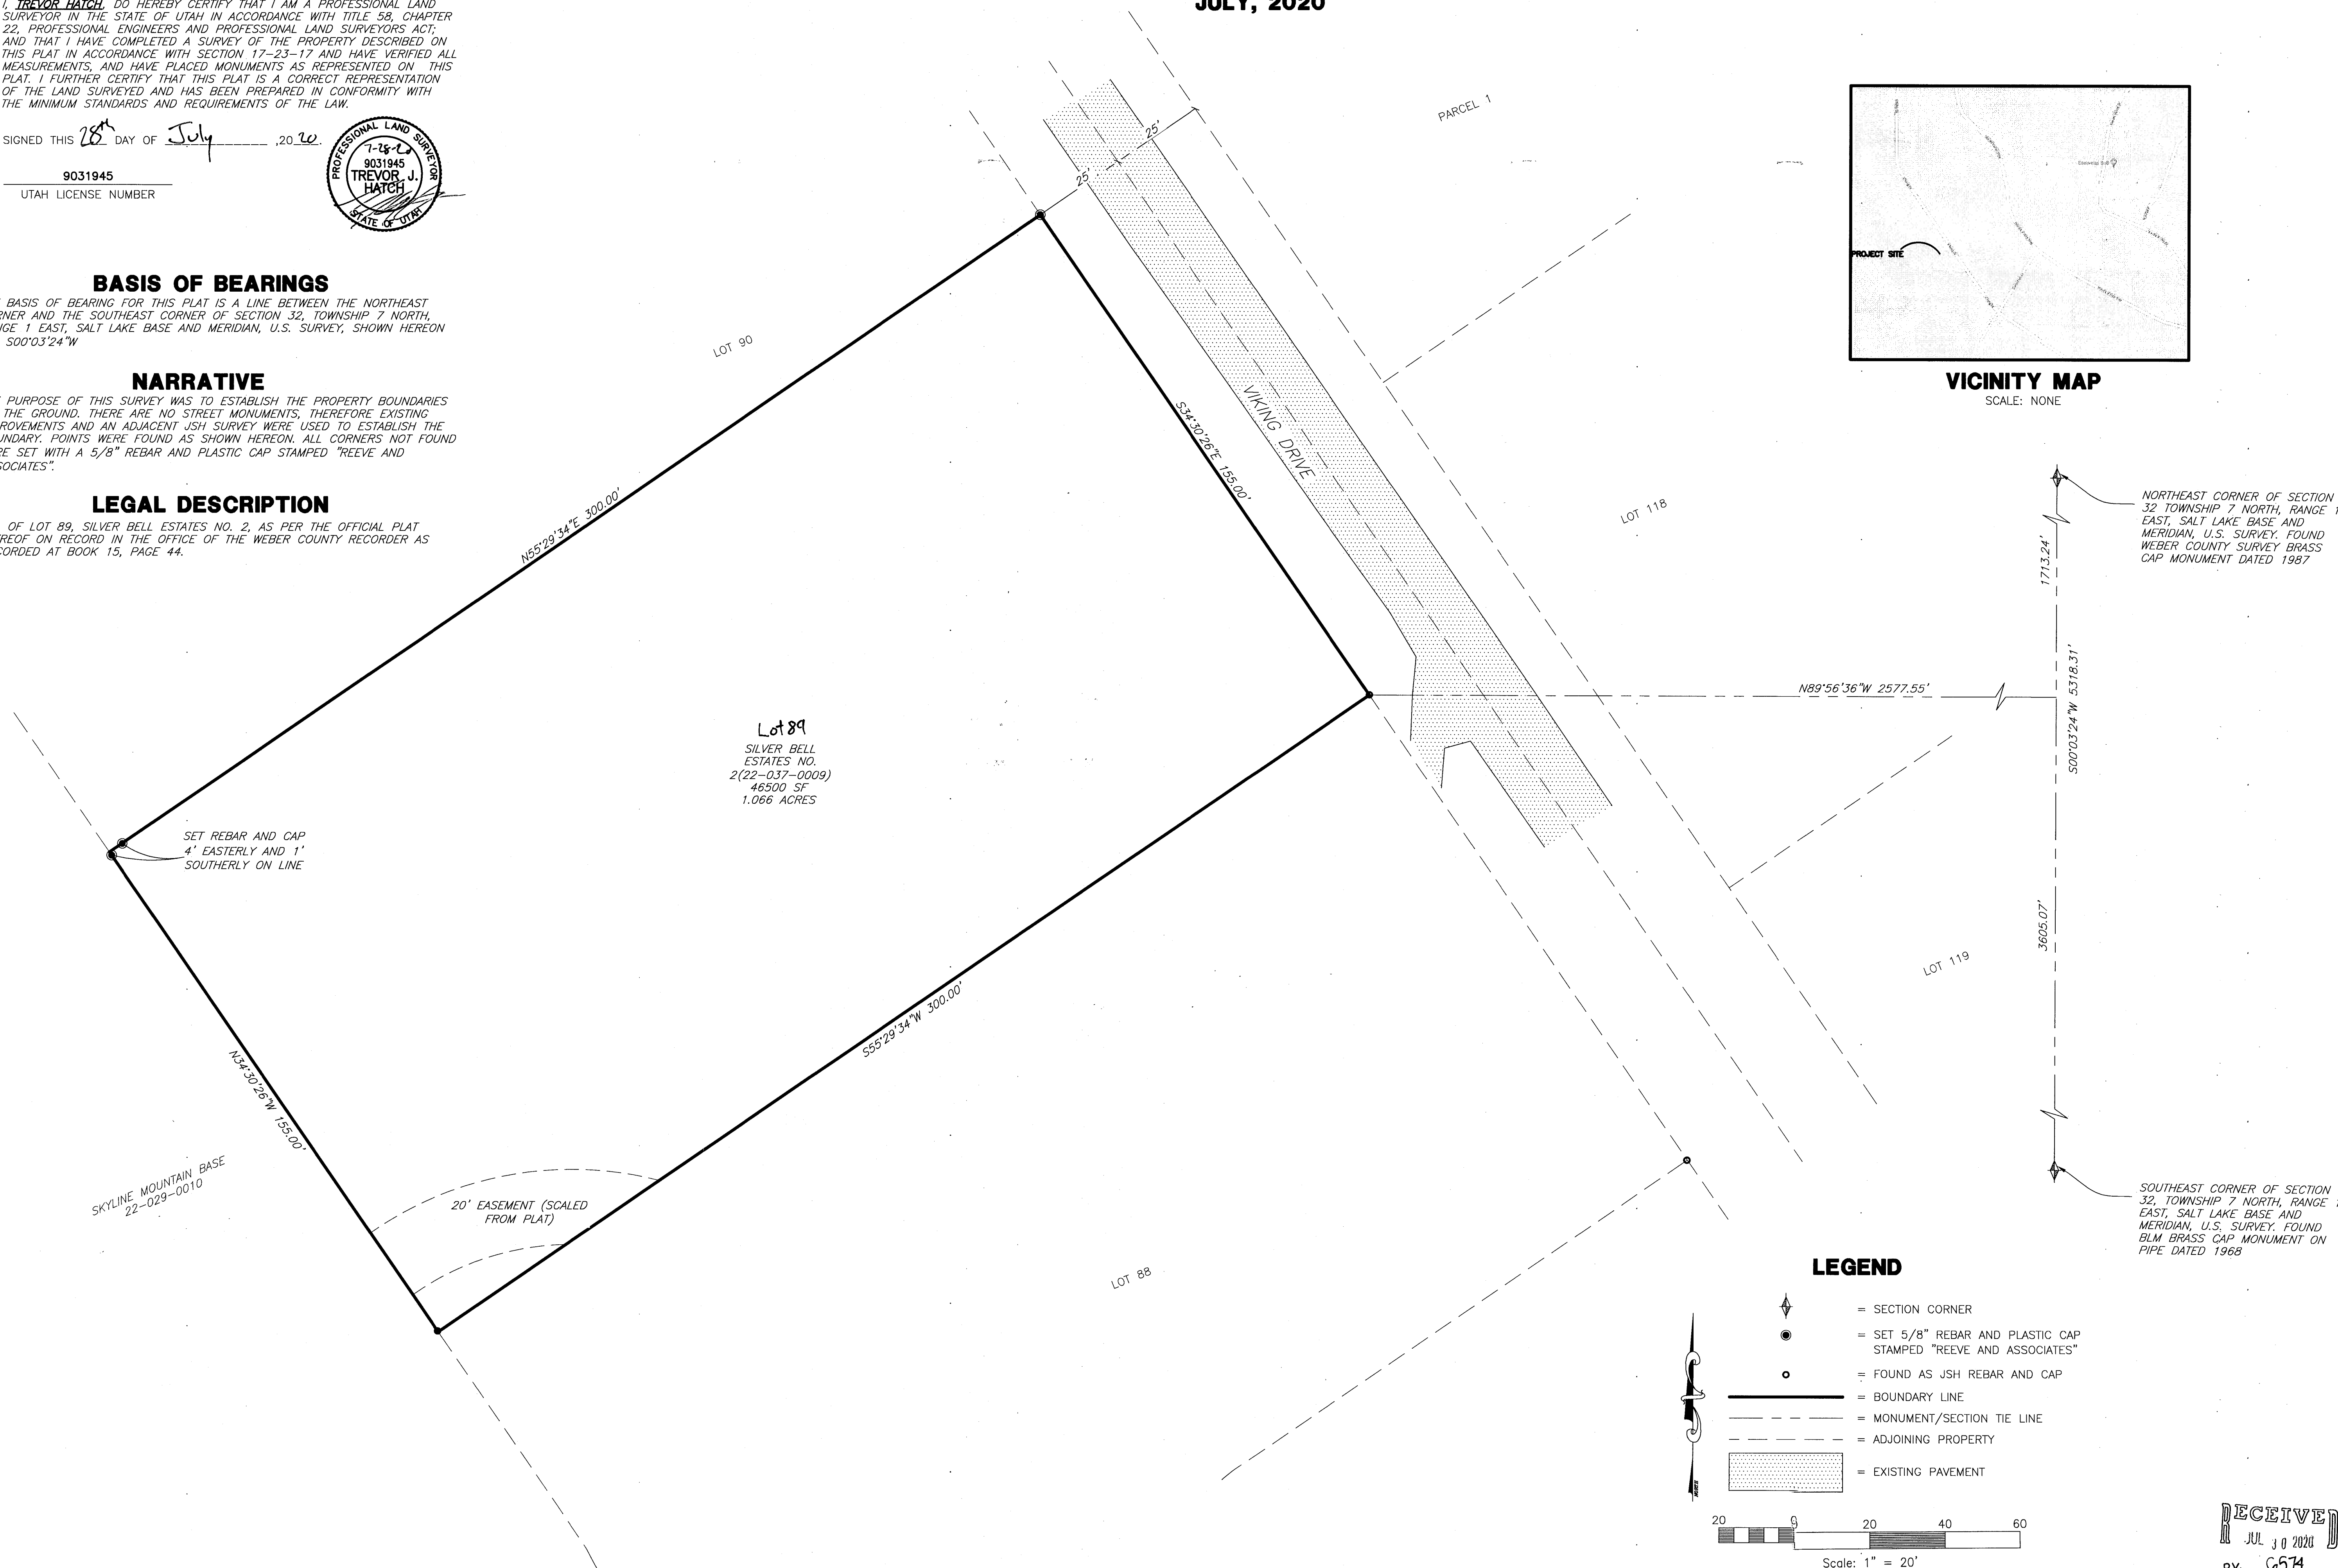 JULY, 2020
I, TREVOR HATCH, DO HEREBY CERTIFY THAT I AM A PROFESSIONAL LAND
SURVEYOR IN THE STATE OF UTAH IN ACCORDANCE WITH TITLE 58, CHAPTER
22, PROFESSIONAL ENGINEERS AND PROFESSIONAL LAND SURVEYORS ACT;
AND THAT I HAVE COMPLETED A SURVEY OF THE PROPERTY DESCRIBED ON
THIS PLAT IN ACCORDANCE WITH SECTION 17-23-17 AND HAVE VERIFIED ALL
MEASUREMENTS, AND HAVE PLACED MONUMENTS AS REPRESENTED ON THIS
PLAT. I FURTHER CERTIFY THAT THIS PLAT IS A CORRECT REPRESENTATION
OF THE LAND SURVEYED AND HAS BEEN PREPARED IN CONFORMITY WITH
THE MINIMUM STANDARDS AND REQUIREMENTS OF THE LAW.
SIGNED THIS 28th DAY OF July ,2020.
9031945
UTAH LICENSE NUMBER
PROFESSIONAL LAND SURVEYOR
7-28-20
9031945
TREVOR J.
HATCH
STATE OF UTAH
BASIS OF BEARINGS
BASIS OF BEARING FOR THIS PLAT IS A LINE BETWEEN THE NORTHEAST
RNER AND THE SOUTHEAST CORNER OF SECTION 32, TOWNSHIP 7 NORTH,
GE 1 EAST, SALT LAKE BASE AND MERIDIAN, U.S. SURVEY, SHOWN HEREON
S00°03'24"W
NARRATIVE
PURPOSE OF THIS SURVEY WAS TO ESTABLISH THE PROPERTY BOUNDARIES
THE GROUND. THERE ARE NO STREET MONUMENTS, THEREFORE EXISTING
ROVEMENTS AND AN ADJACENT JSH SURVEY WERE USED TO ESTABLISH THE
UNDARY. POINTS WERE FOUND AS SHOWN HEREON. ALL CORNERS NOT FOUND
RE SET WITH A 5/8" REBAR AND PLASTIC CAP STAMPED "REEVE AND
SOCIATES".
LEGAL DESCRIPTION
OF LOT 89, SILVER BELL ESTATES NO. 2, AS PER THE OFFICIAL PLAT
REOF ON RECORD IN THE OFFICE OF THE WEBER COUNTY RECORDER AS
CORDED AT BOOK 15, PAGE 44.
PARCEL 1
25'
25'
LOT 90
VIKING DRIVE
S34°30'26"E 155.00'
N55°29'34"E 300.00'
LOT 118
PROJECT SITE
VICINITY MAP
SCALE: NONE
NORTHEAST CORNER OF SECTION
32 TOWNSHIP 7 NORTH, RANGE 1
EAST, SALT LAKE BASE AND
MERIDIAN, U.S. SURVEY. FOUND
WEBER COUNTY SURVEY BRASS
CAP MONUMENT DATED 1987
1713.24'
S00°03'24"W 5318.31'
N89°56'36"W 2577.55'
3605.07'
Lot 89
SILVER BELL
ESTATES NO.
2(22-037-0009)
46500 SF
1.066 ACRES
SET REBAR AND CAP
4' EASTERLY AND 1'
SOUTHERLY ON LINE
LOT 119
S55°29'34"W 300.00'
N34°30'26"W 155.00'
SKYLINE MOUNTAIN BASE
22-029-0010
20' EASEMENT (SCALED
FROM PLAT)
LOT 88
SOUTHEAST CORNER OF SECTION
32, TOWNSHIP 7 NORTH, RANGE 1
EAST, SALT LAKE BASE AND
MERIDIAN, U.S. SURVEY. FOUND
BLM BRASS CAP MONUMENT ON
PIPE DATED 1968
LEGEND
= SECTION CORNER
= SET 5/8" REBAR AND PLASTIC CAP
STAMPED "REEVE AND ASSOCIATES"
= FOUND AS JSH REBAR AND CAP
= BOUNDARY LINE
= MONUMENT/SECTION TIE LINE
= ADJOINING PROPERTY
= EXISTING PAVEMENT
NORTH
20 0 20 40 60
Scale: 1" = 20'
RECEIVED
JUL 30 2020
BY: 6574